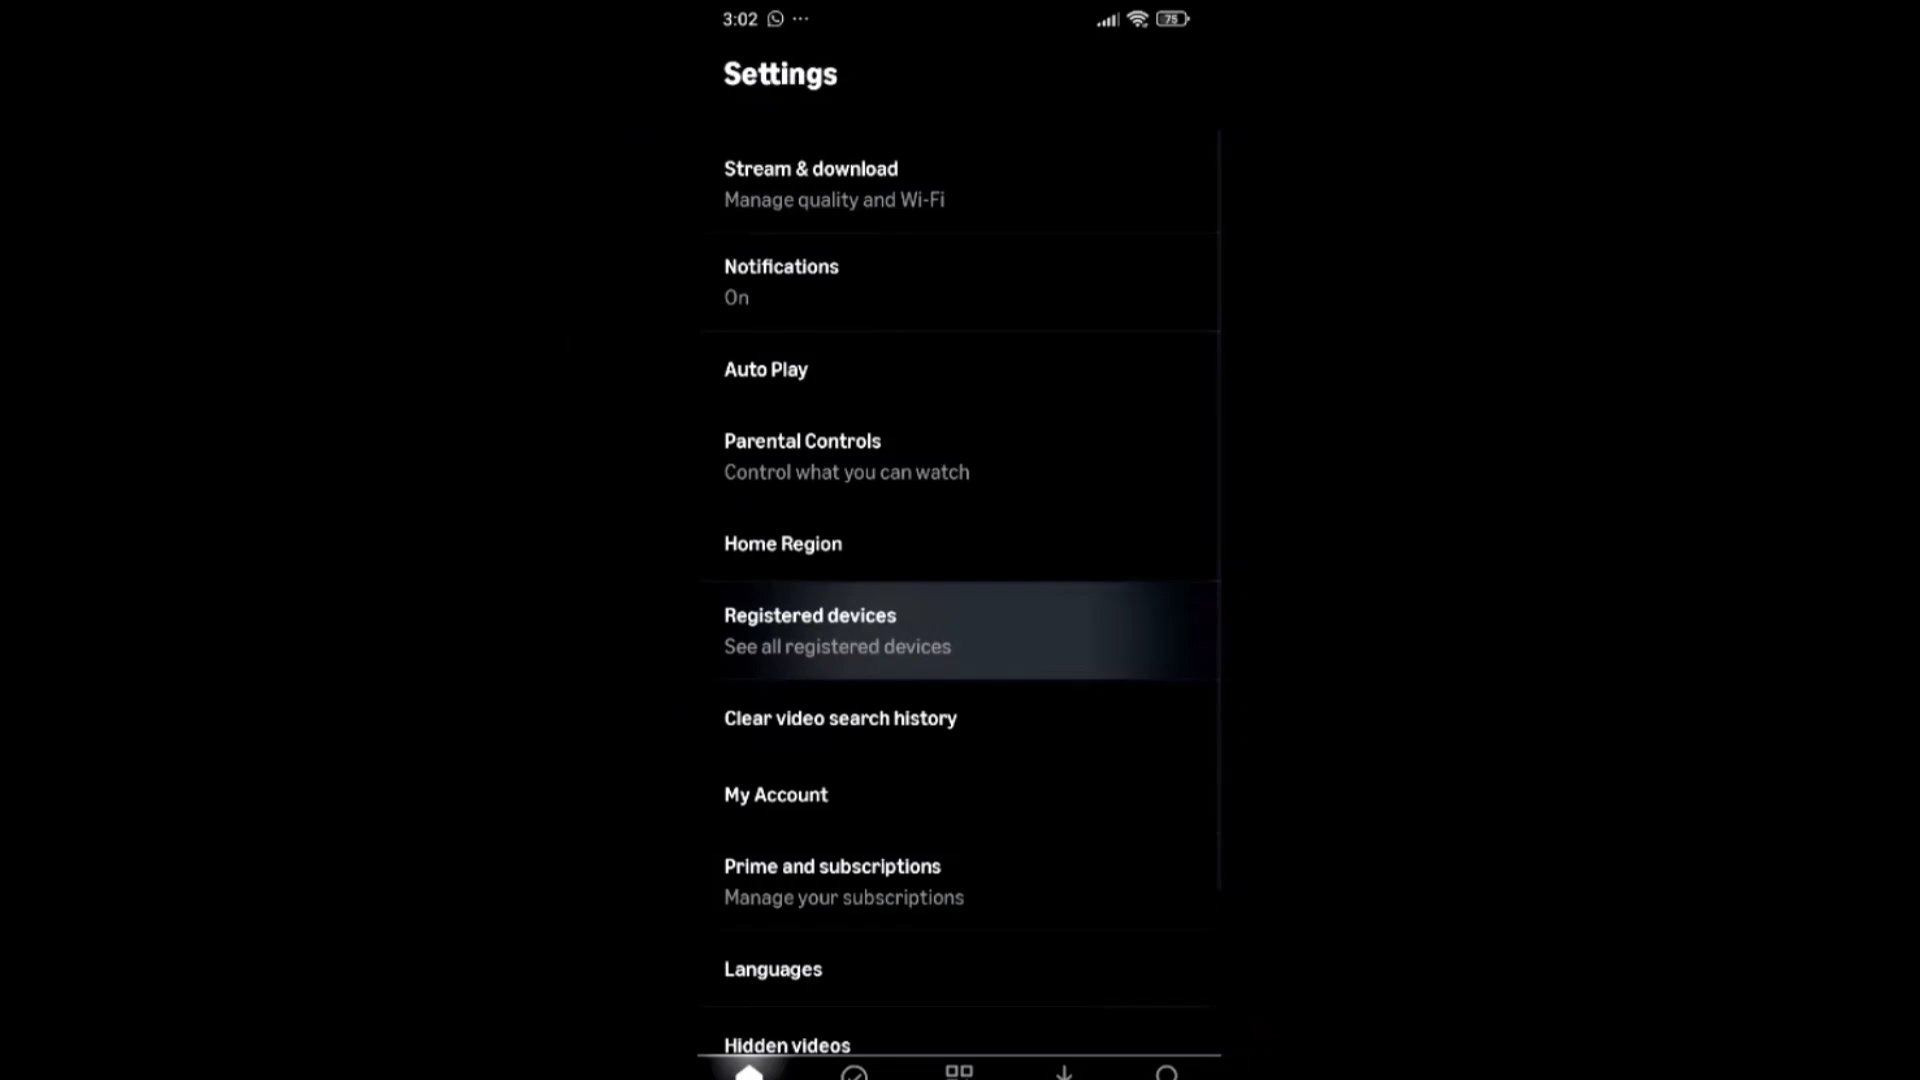 3:02
75
Settings
Stream & download
Manage quality and Wi-Fi
Notifications
On
Auto Play
Parental Controls
Control what you can watch
Home Region
Registered devices
See all registered devices
Clear video search history
My Account
Prime and subscriptions
Manage your subscriptions
Languages
Hidden videos